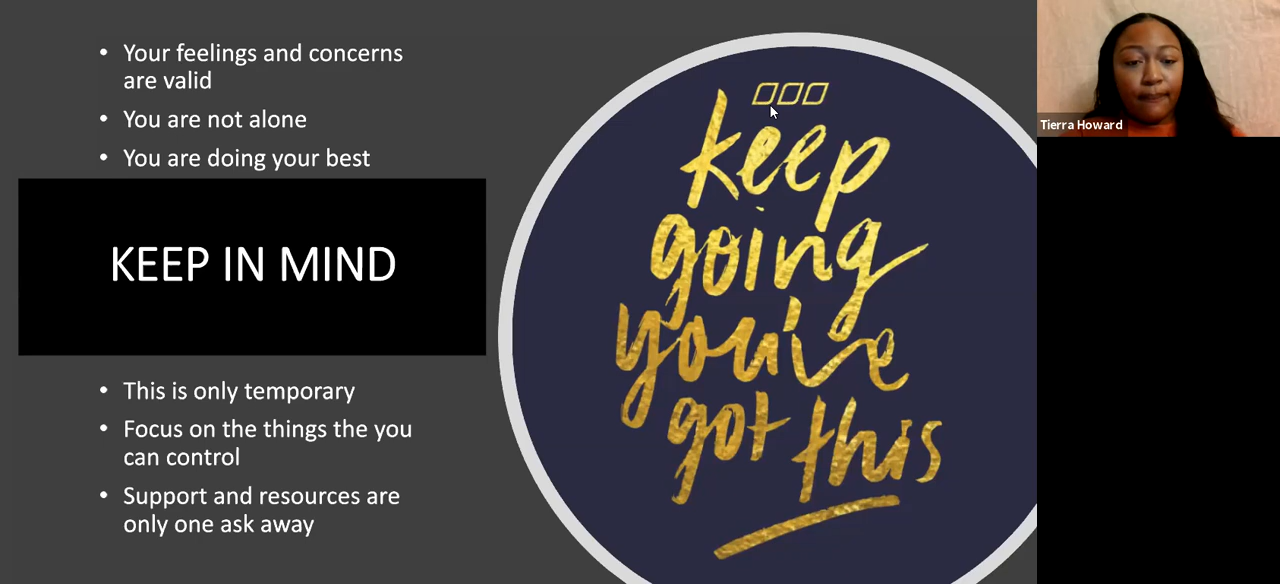 • Your feelings and concerns
are valid
• You are not alone
• You are doing your best
KEEP IN MIND
• This is only temporary
• Focus on the things the you
can control
• Support and resources are
only one ask away
keep
going
you've
got this
Tierra Howard